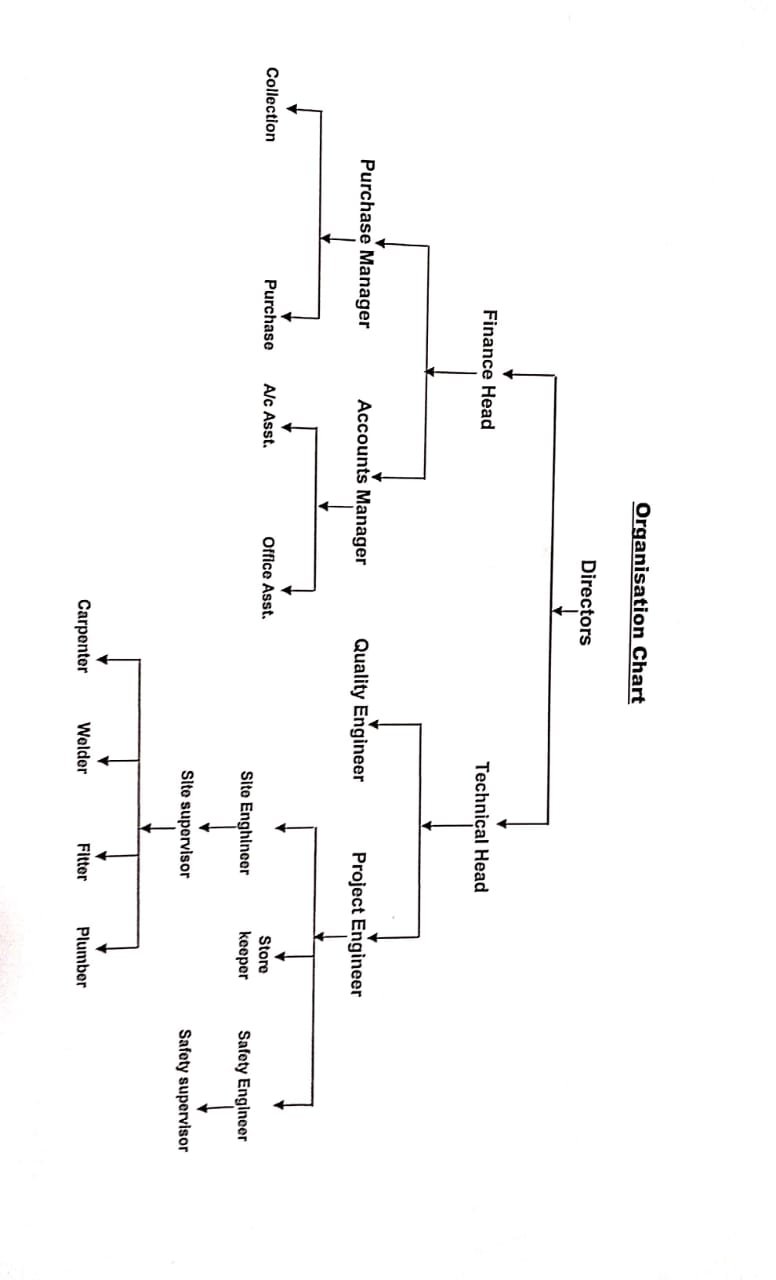 Organisation Chart
Directors
Finance Head Technical Head
Purchase Manager Accounts Manager Quality Engineer Project Engineer
Collection Purchase A/c Asst. Office Asst. Store
Site Enghineer keeper Safety Engineer
Site supervisor Safety supervisor
Carpenter Welder Fitter Plumber